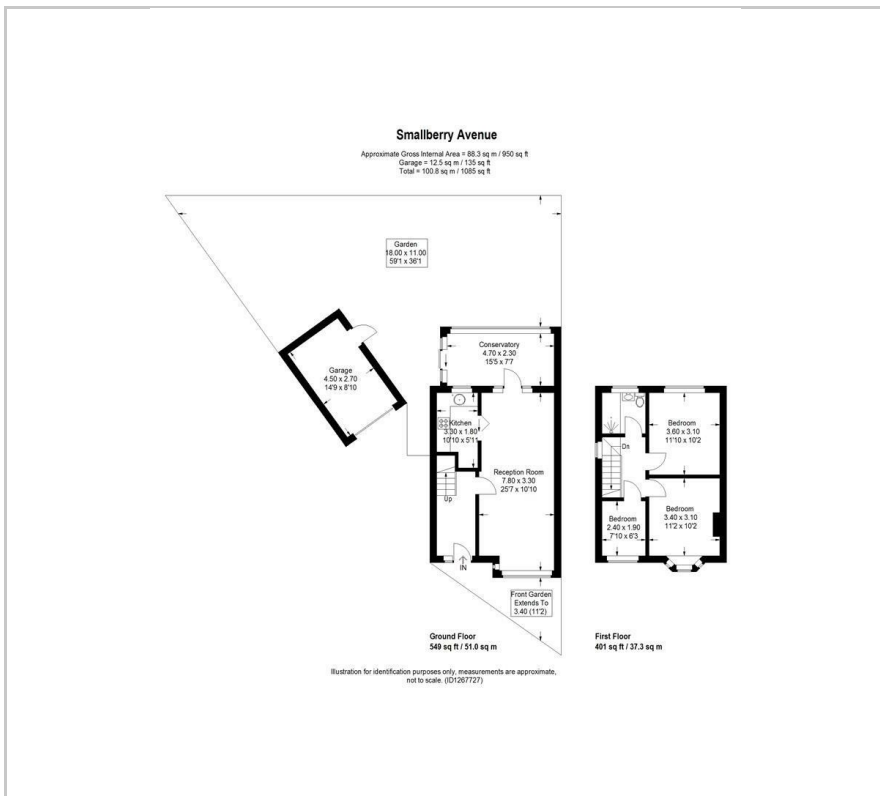 Smallberry Avenue
Approximate Gross Internal Area = 88.3 sq m / 950 sq ft
Garage = 12.5 sq m / 135 sq ft
Total = 100.8 sq m / 1085 sq ft
Garden
18.00 x 11.00
59'1 x 36'1
Garage
4.50 x 2.70
14'9 x 8'10
Conservatory
4.70 x 2.30
15'5 x 7'7
Kitchen
3.30 x 1.80
10'10 x 5'11
Reception Room
7.80 x 3.30
25'7 x 10'10
Up
IN
Front Garden
Extends To
3.40 (11'2)
Ground Floor
549 sq ft / 51.0 sq m
Bedroom
3.60 x 3.10
11'10 x 10'2
Dn
Bedroom
2.40 x 1.90
7'10 x 6'3
Bedroom
3.40 x 3.10
11'2 x 10'2
First Floor
401 sq ft / 37.3 sq m
Illustration for identification purposes only, measurements are approximate,
not to scale. (ID1267727)